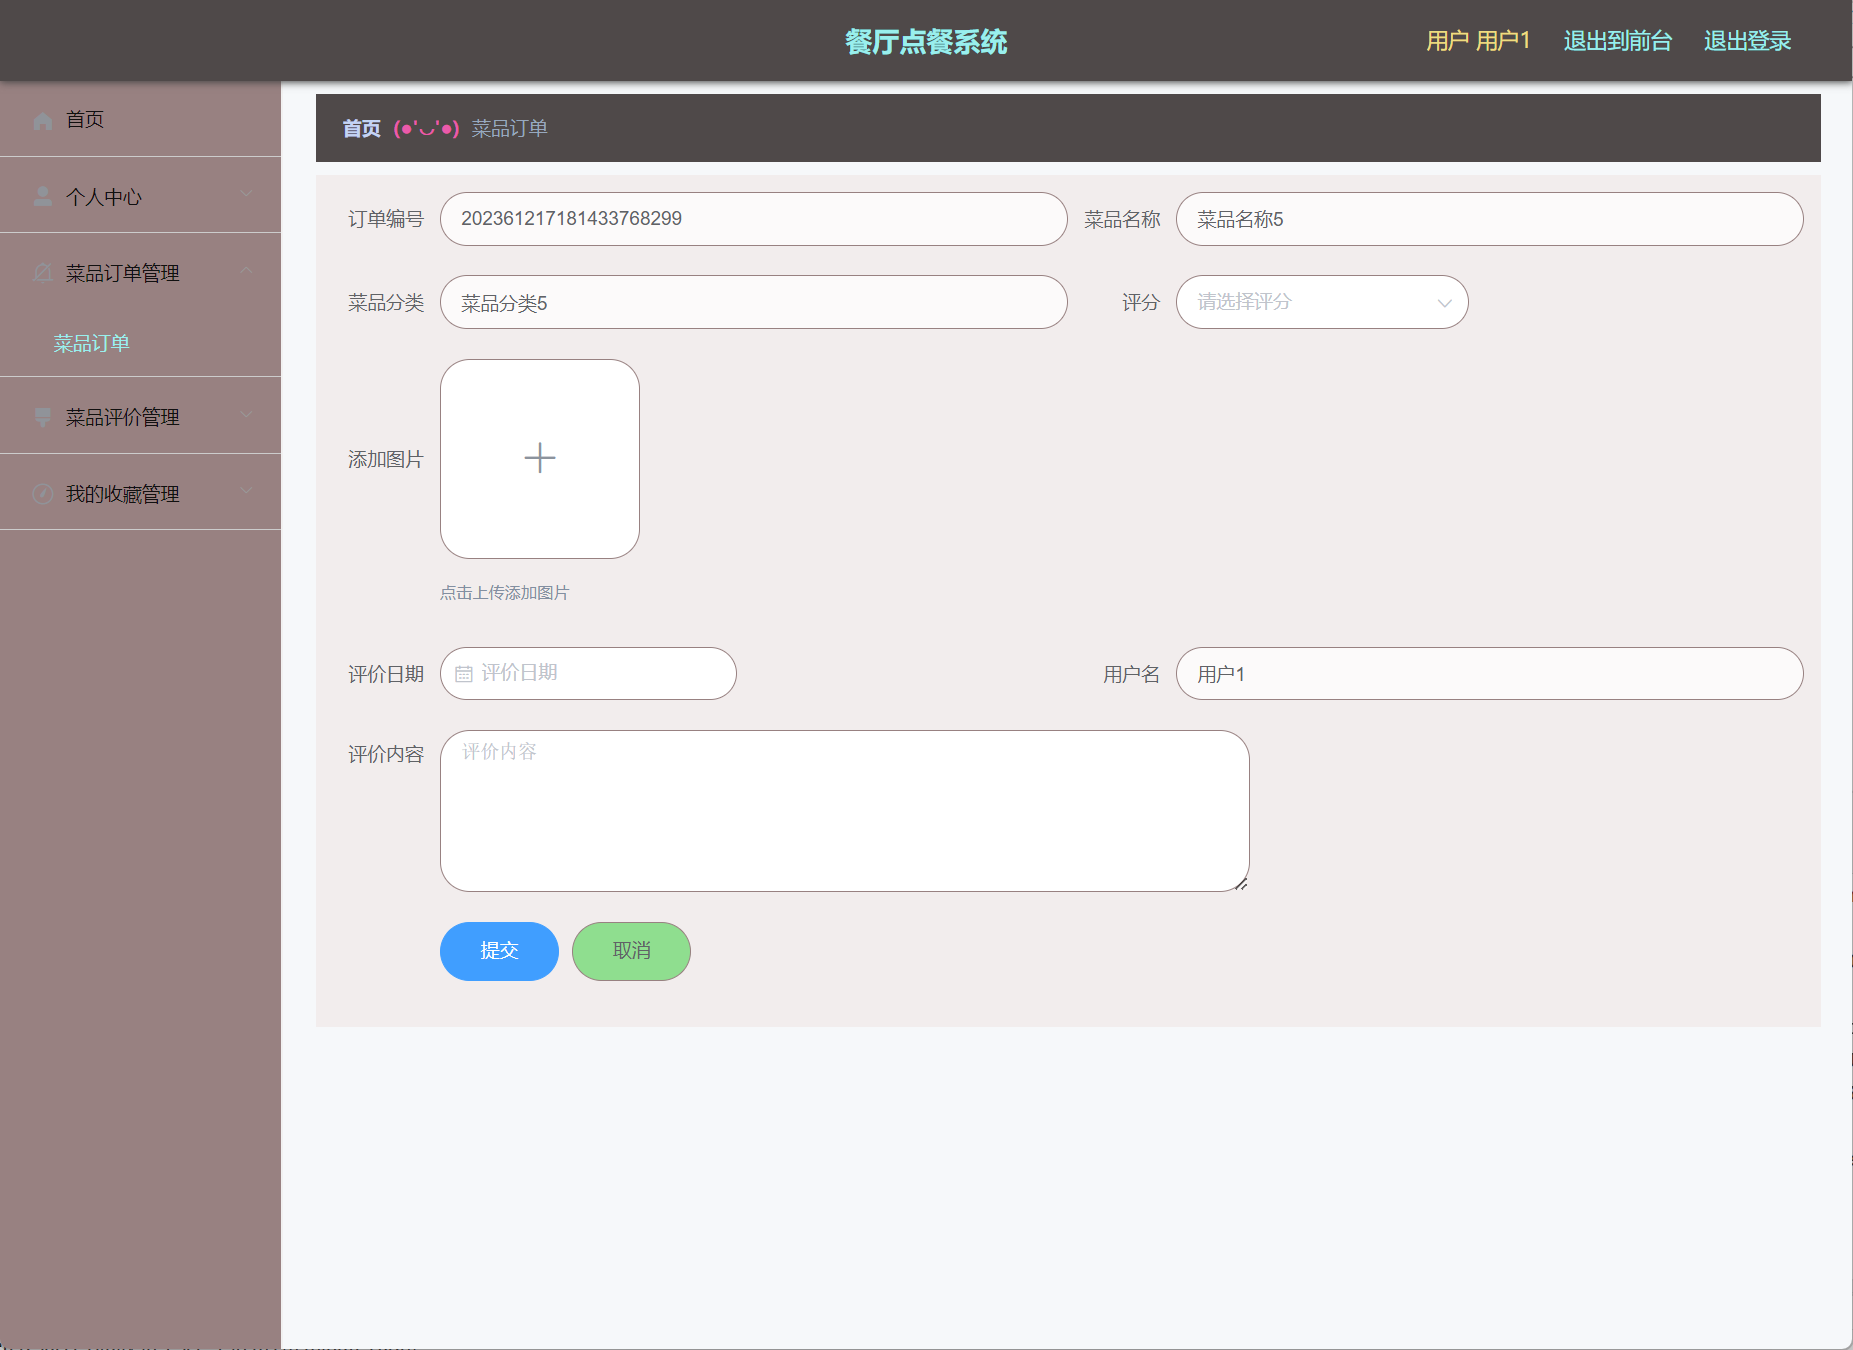 餐厅点餐系统
用户 用户1 退出到前台 退出登录
首页
个人中心
菜品订单管理
菜品订单
菜品评价管理
我的收藏管理
首页 (●'◡'●) 菜品订单
订单编号 202361217181433768299 菜品名称 菜品名称5
菜品分类 菜品分类5 评分 请选择评分
添加图片
点击上传添加图片
评价日期 评价日期 用户名 用户1
评价内容 评价内容
提交 取消